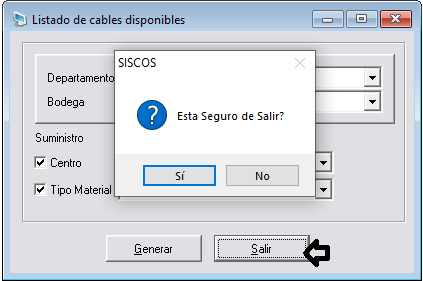 Listado de cables disponibles
SISCOS
Departamento
Bodega
Esta Seguro de Salir?
Suministro
Centro
Tipo Material
Sí
No
Generar
Salir